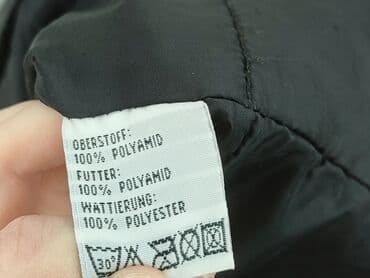 OBERSTOFF:
100% POLYAMID
FUTTER:
100% POLYAMID
WATTIERUNG:
100% POLYESTER
30°